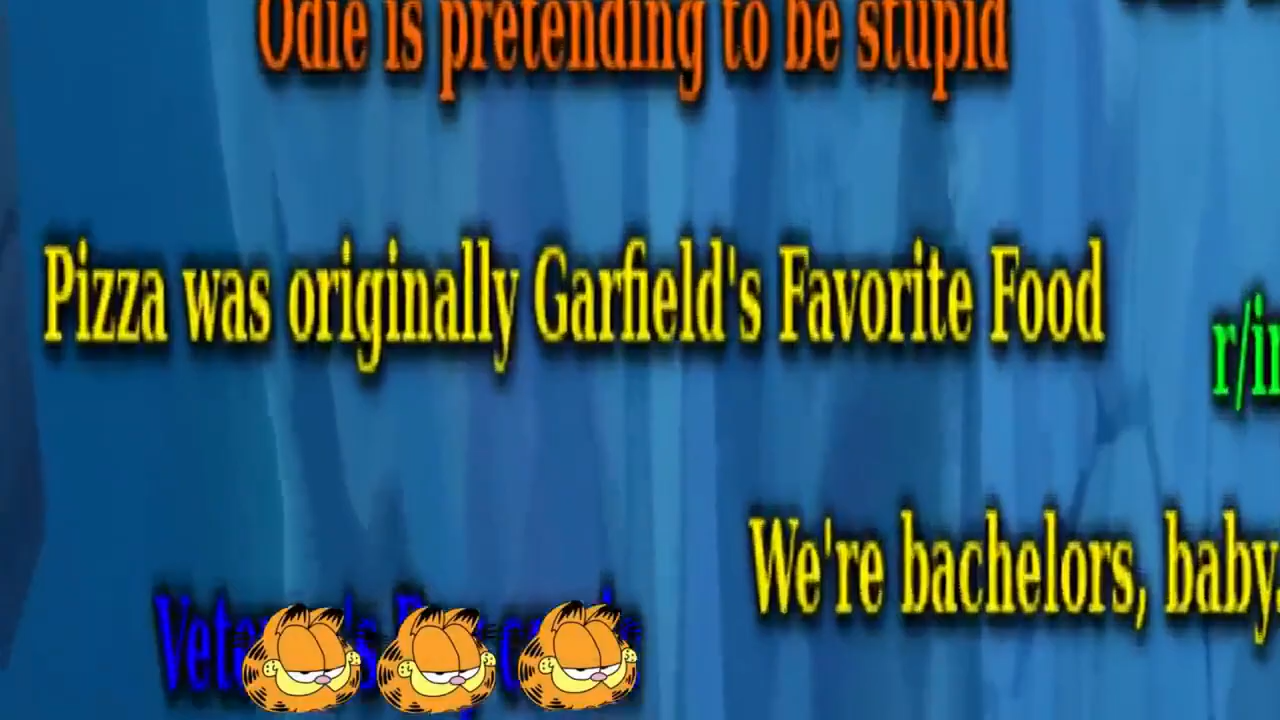 Odie is pretending to be stupid
Pizza was originally Garfield's Favorite Food
r/i
We're bachelors, baby.